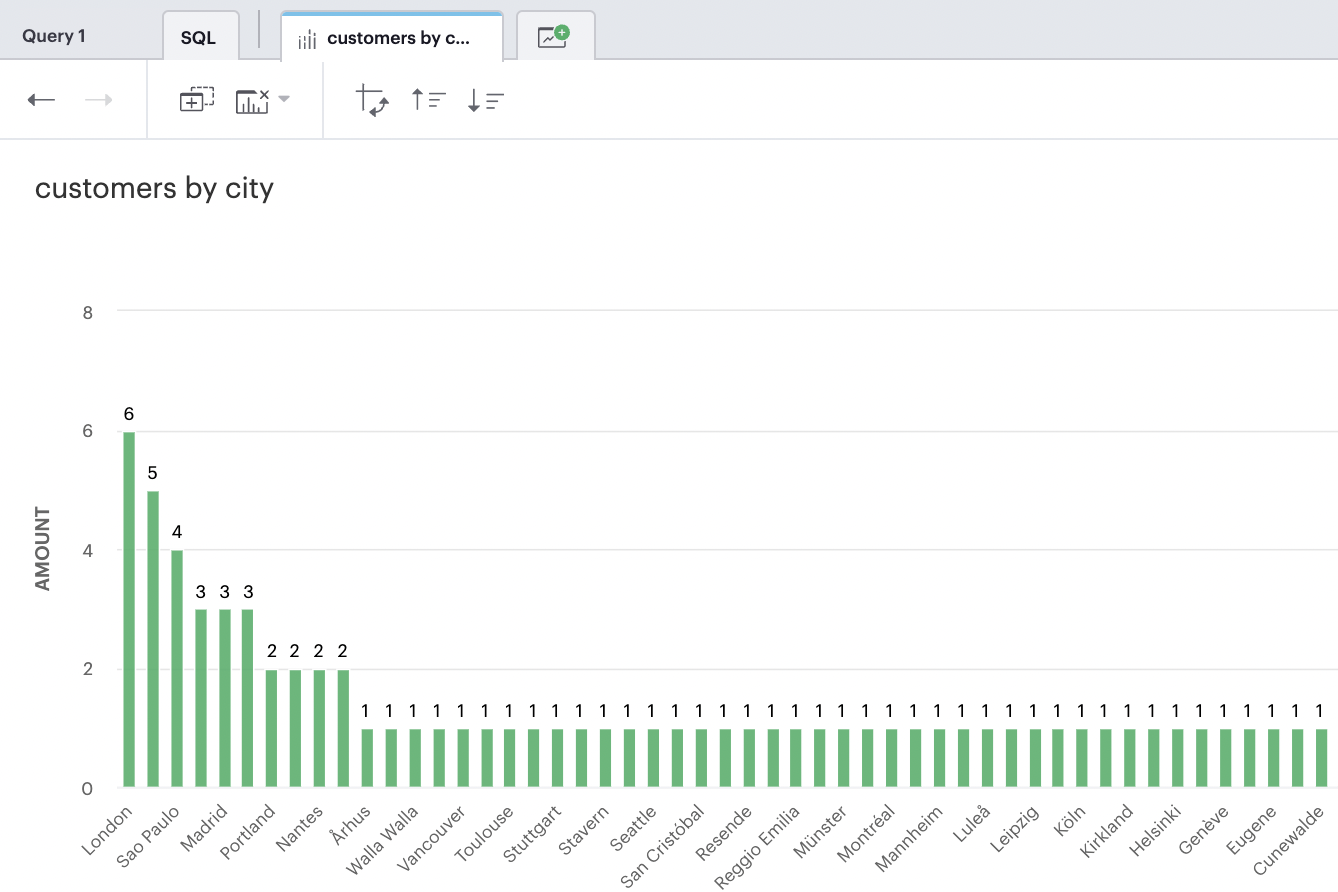 Query 1
SQL
customers by c...
customers by city
8
6
4
2
0
AMOUNT
6
5
4
3 3 3
2 2 2 2
1 1 1 1 1 1 1 1 1 1 1 1 1 1 1 1 1 1 1 1 1 1 1 1 1 1 1 1 1 1 1 1 1 1 1 1 1 1 1 1 1
London
Sao Paulo
Madrid
Portland
Nantes
Århus
Walla Walla
Vancouver
Toulouse
Stuttgart
Stavern
Seattle
San Cristóbal
Resende
Reggio Emilia
Münster
Montréal
Mannheim
Luleå
Leipzig
Köln
Kirkland
Helsinki
Genève
Eugene
Cunewalde